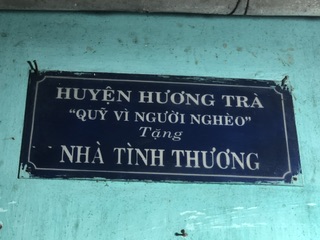 HUYỆN HƯƠNG TRÀ
"QUỸ VÌ NGƯỜI NGHÈO"
Tặng
NHÀ TÌNH THƯƠNG